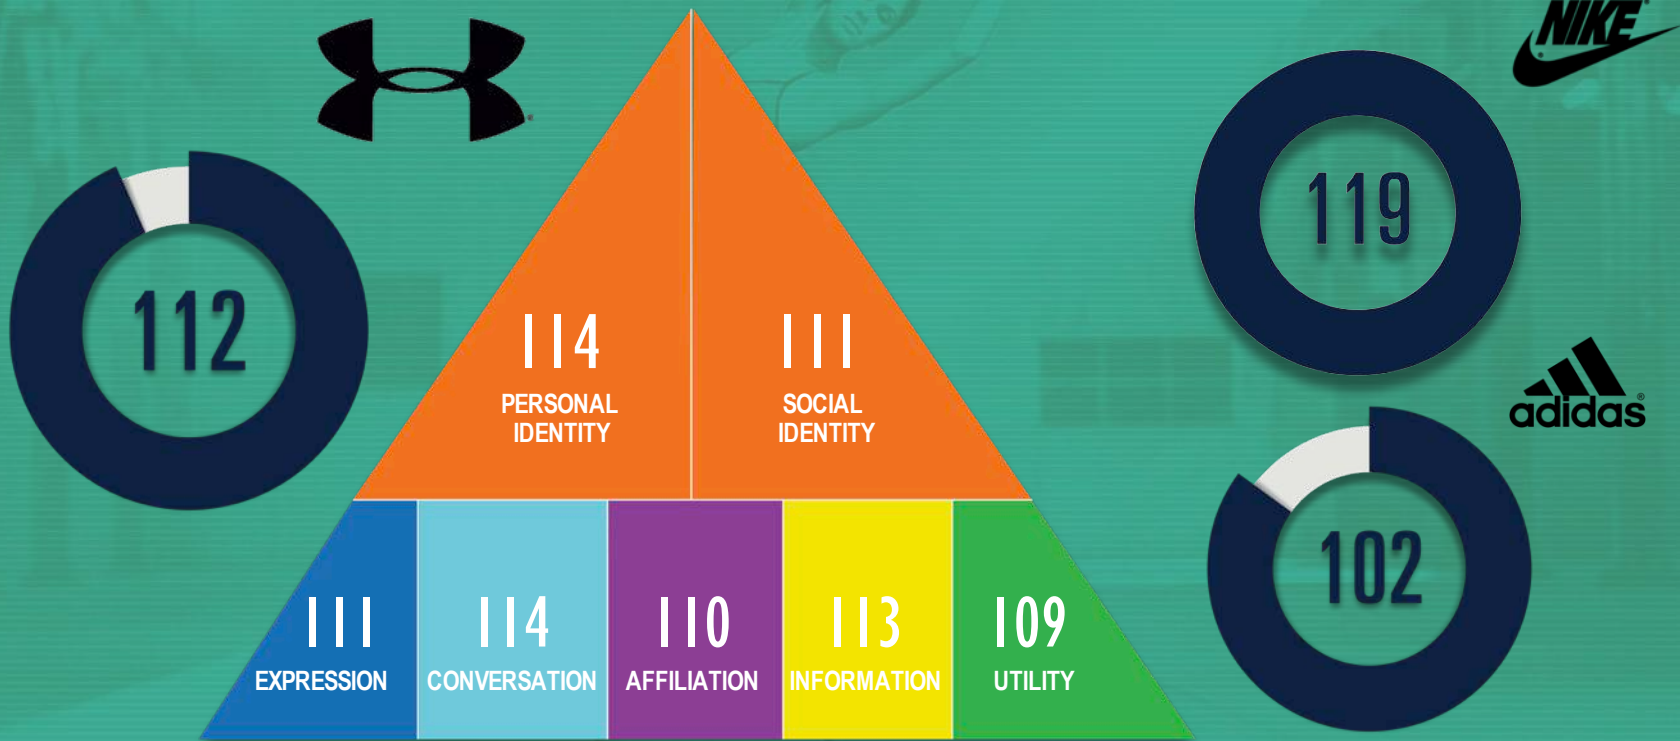 NIKE
112
119
114
PERSONAL
IDENTITY
111
SOCIAL
IDENTITY
adidas
102
111
EXPRESSION
114
CONVERSATION
110
AFFILIATION
113
INFORMATION
109
UTILITY